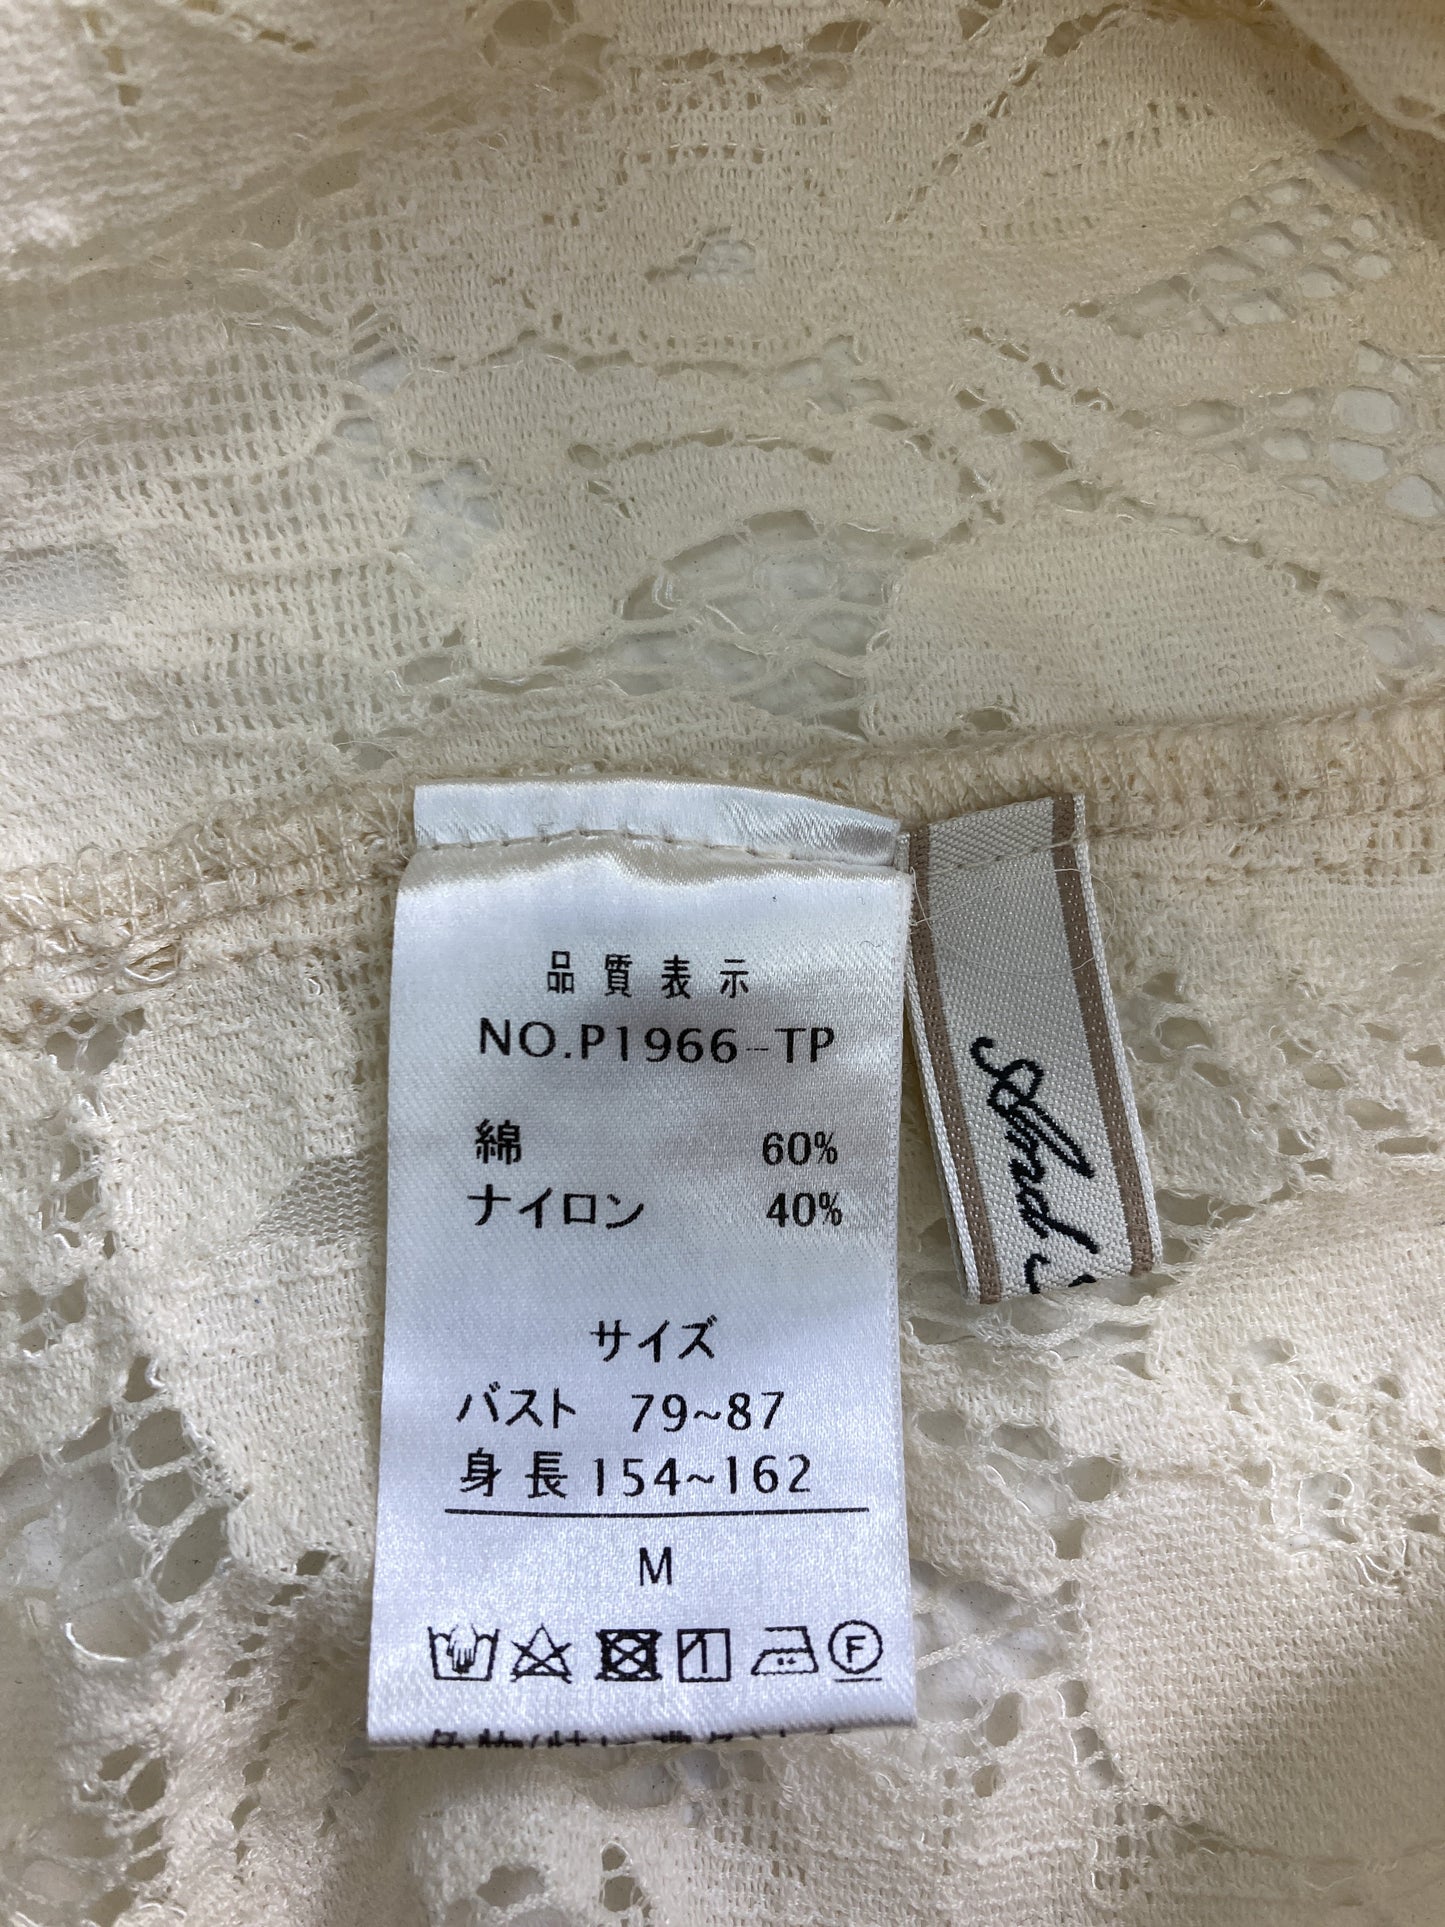 品質表示
NO.P1966-TP
綿 60%
ナイロン 40%
サイズ
バスト 79~87
身長 154~162
M
F
And